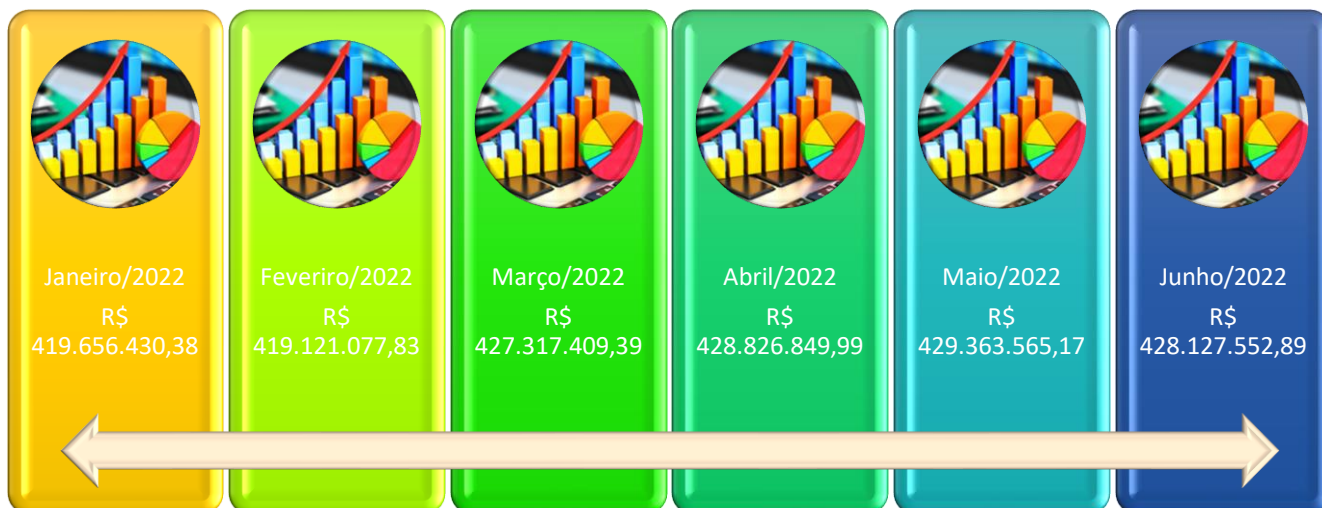 Janeiro/2022
R$
419.656.430,38
Feveriro/2022
R$
419.121.077,83
Março/2022
R$
427.317.409,39
Abril/2022
R$
428.826.849,99
Maio/2022
R$
429.363.565,17
Junho/2022
R$
428.127.552,89